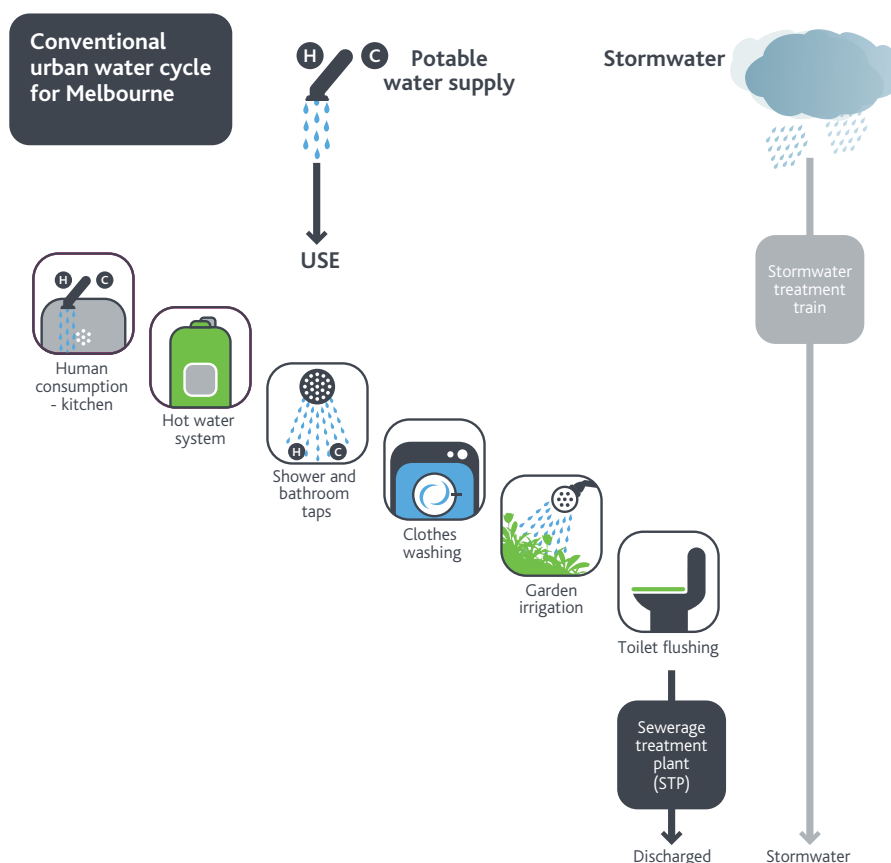 Conventional
urban water cycle
for Melbourne
H
C
Potable
water supply
Stormwater
USE
Stormwater
treatment
train
H
C
Human
consumption
- kitchen
Hot water
system
H
C
Shower and
bathroom
taps
Clothes
washing
Garden
irrigation
Toilet flushing
Sewerage
treatment
plant
(STP)
Discharged
Stormwater